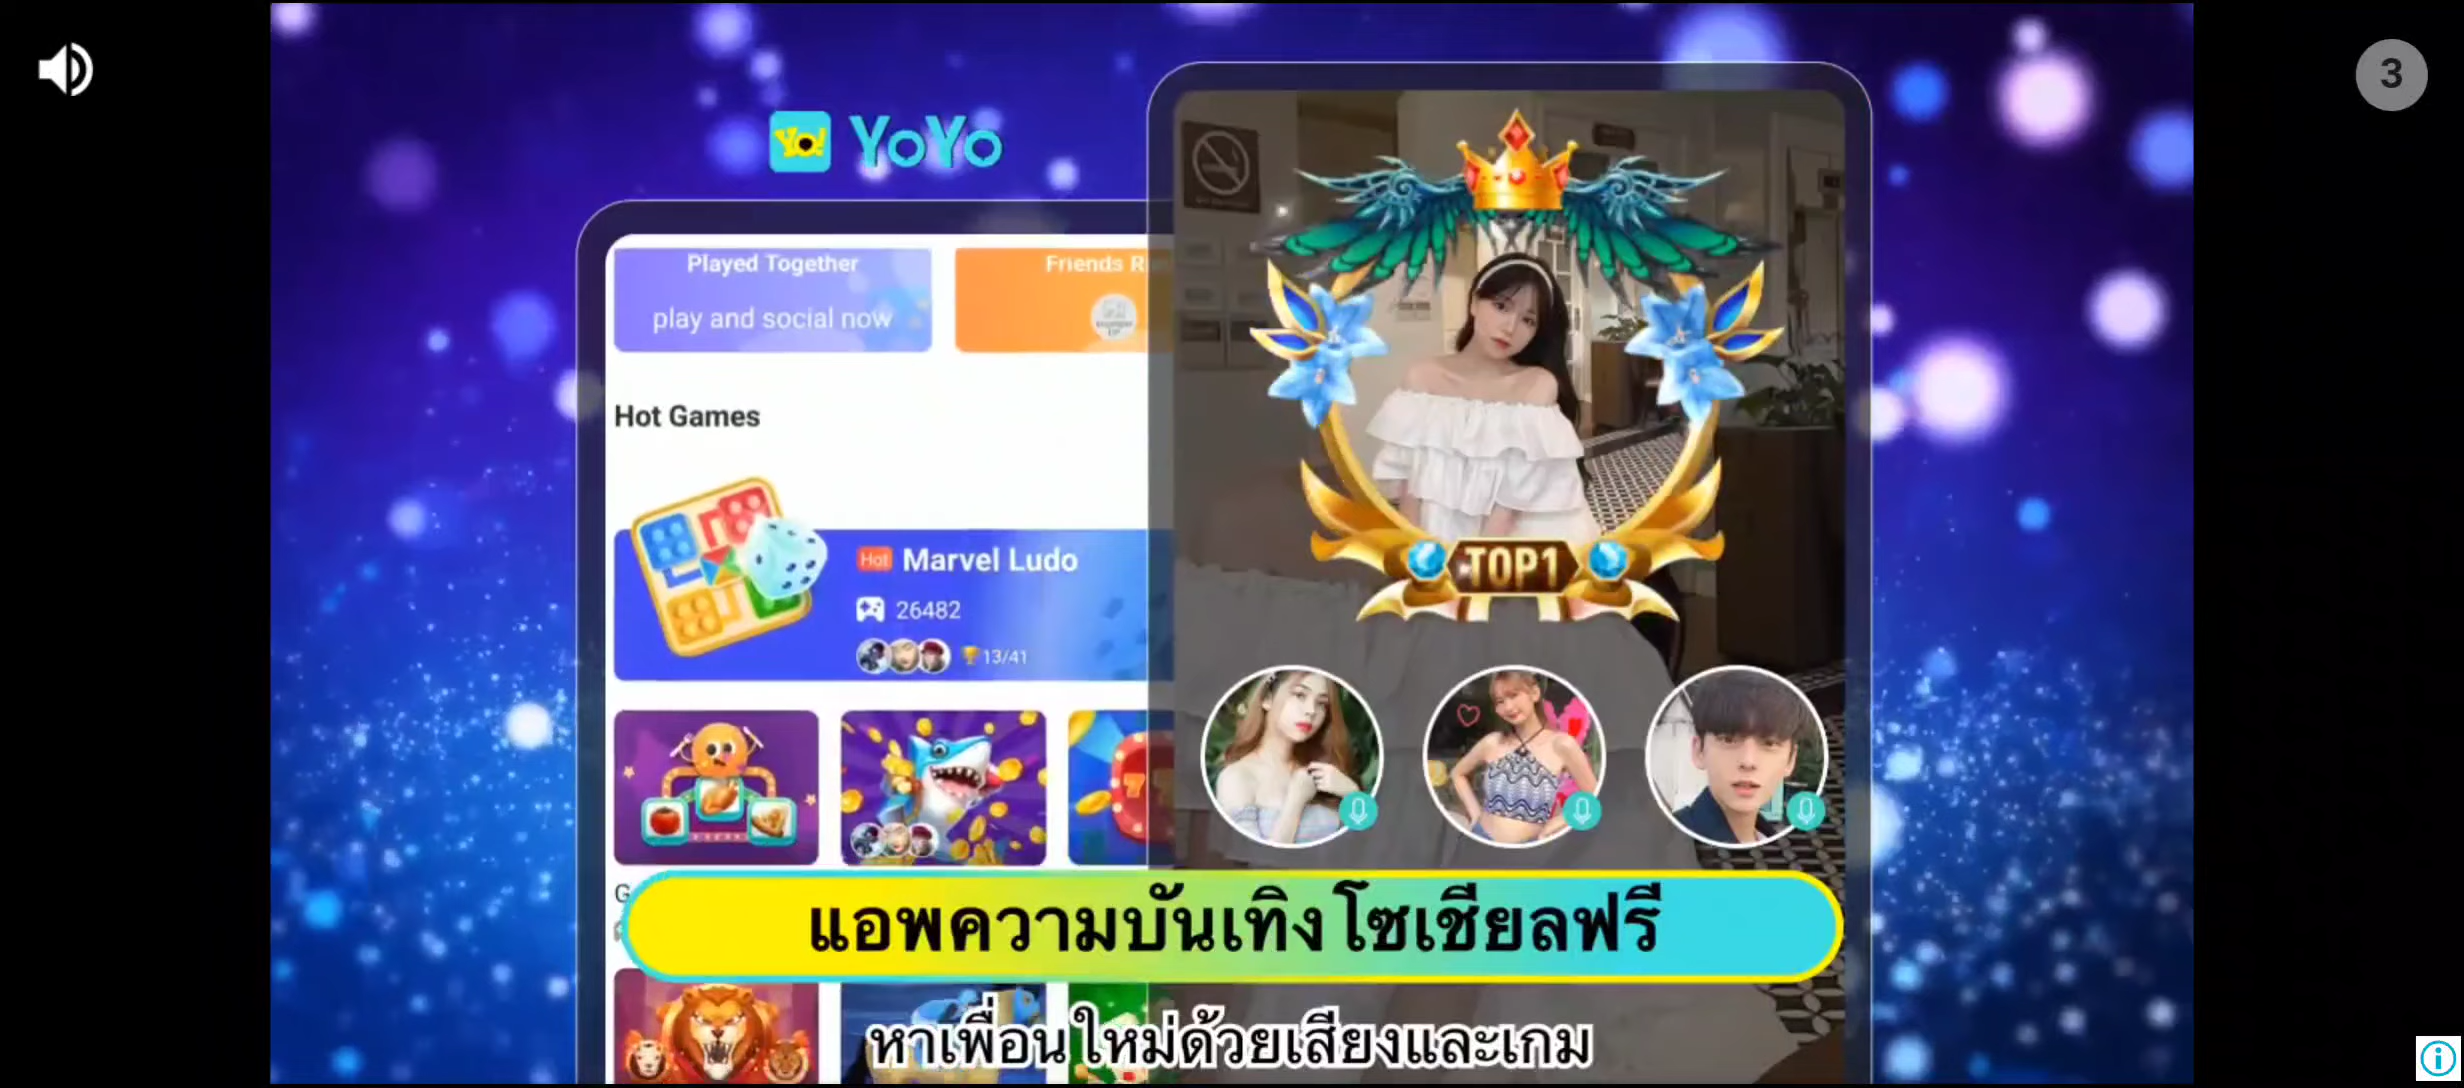 3
Yo!
YoYo
Played Together
play and social now
Friends R
Hot Games
Hot Marvel Ludo
26482
13/41
TOP1
G
แอพความบันเทิงโซเชียลฟรี
หาเพื่อนใหม่ด้วยเสียงและเกม